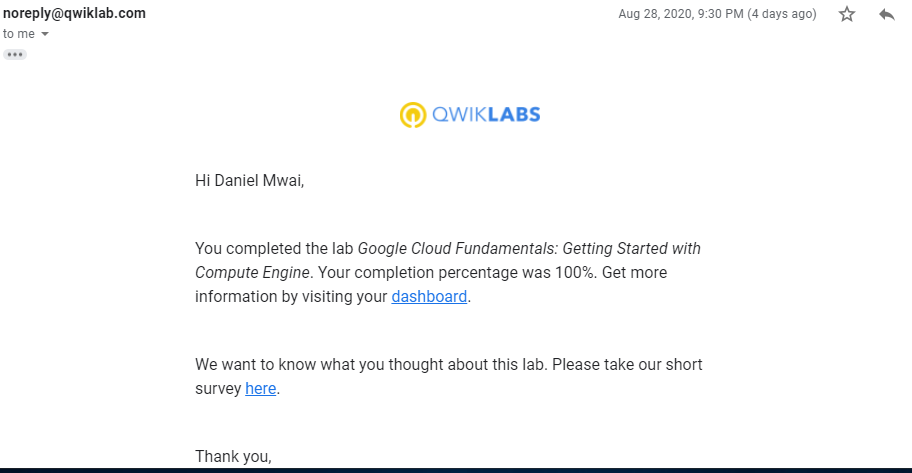 noreply@qwiklab.com
Aug 28, 2020, 9:30 PM (4 days ago)
to me
QWIKLABS
Hi Daniel Mwai,
You completed the lab Google Cloud Fundamentals: Getting Started with
Compute Engine. Your completion percentage was 100%. Get more
information by visiting your dashboard.
We want to know what you thought about this lab. Please take our short
survey here.
Thank you,